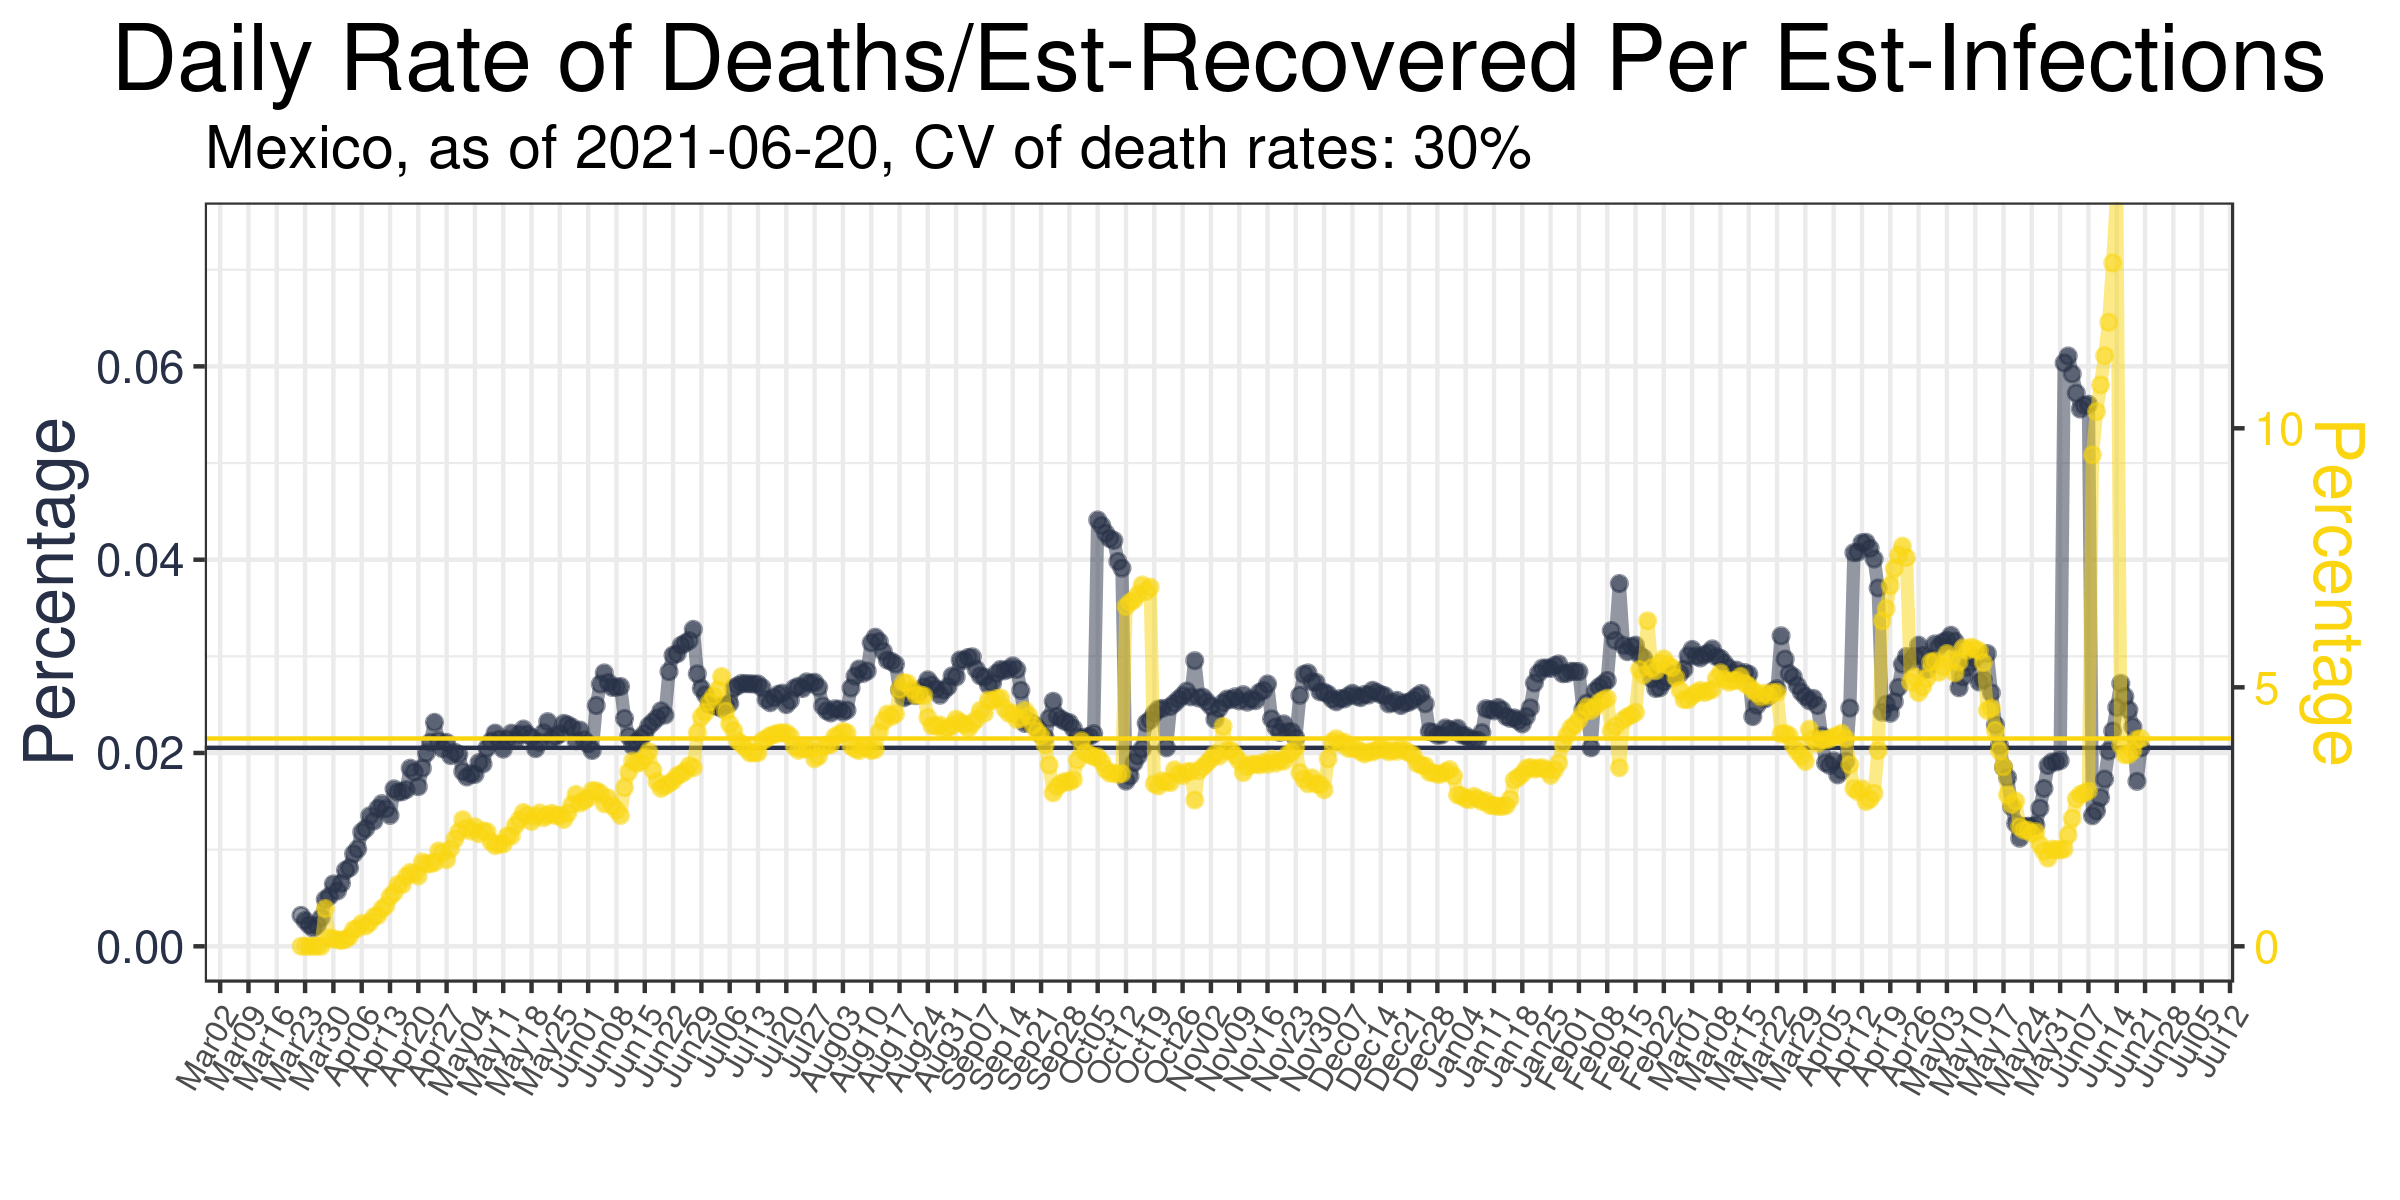 Daily Rate of Deaths/Est-Recovered Per Est-Infections
Mexico, as of 2021-06-20, CV of death rates: 30%
Percentage
0.06
0.04
0.02
0.00
10
5
0
Percentage
Mar02
Mar09
Mar16
Mar23
Mar30
Apr06
Apr13
Apr20
Apr27
May04
May11
May18
May25
Jun01
Jun08
Jun15
Jun22
Jun29
Jul06
Jul13
Jul20
Jul27
Aug03
Aug10
Aug17
Aug24
Aug31
Sep07
Sep14
Sep21
Sep28
Oct05
Oct12
Oct19
Oct26
Nov02
Nov09
Nov16
Nov23
Nov30
Dec07
Dec14
Dec21
Dec28
Jan04
Jan11
Jan18
Jan25
Feb01
Feb08
Feb15
Feb22
Mar01
Mar08
Mar15
Mar22
Mar29
Apr05
Apr12
Apr19
Apr26
May03
May10
May17
May24
May31
Jun07
Jun14
Jun21
Jun28
Jul05
Jul12